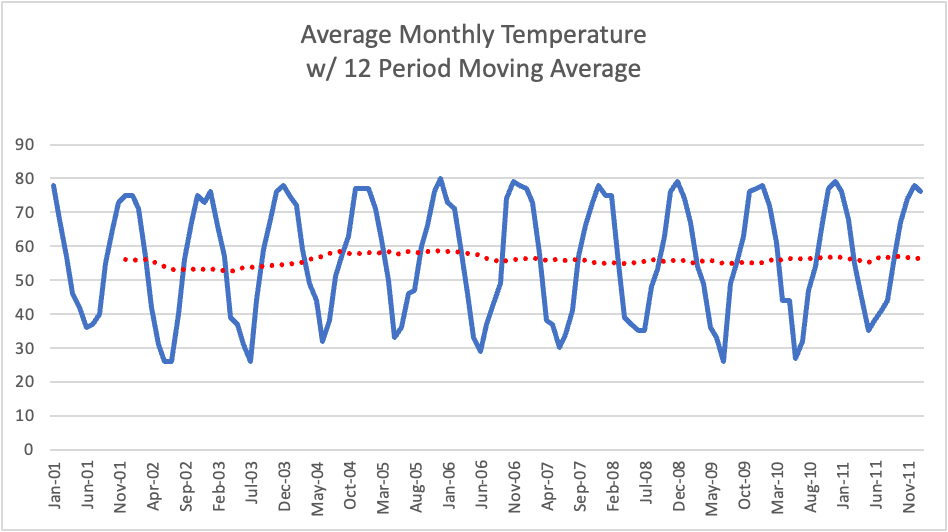 Average Monthly Temperature
w/ 12 Period Moving Average
90
80
70
60
50
40
30
20
10
0
Jan-01
Jun-01
Nov-01
Apr-02
Sep-02
Feb-03
Jul-03
Dec-03
May-04
Oct-04
Mar-05
Aug-05
Jan-06
Jun-06
Nov-06
Apr-07
Sep-07
Feb-08
Jul-08
Dec-08
May-09
Oct-09
Mar-10
Aug-10
Jan-11
Jun-11
Nov-11